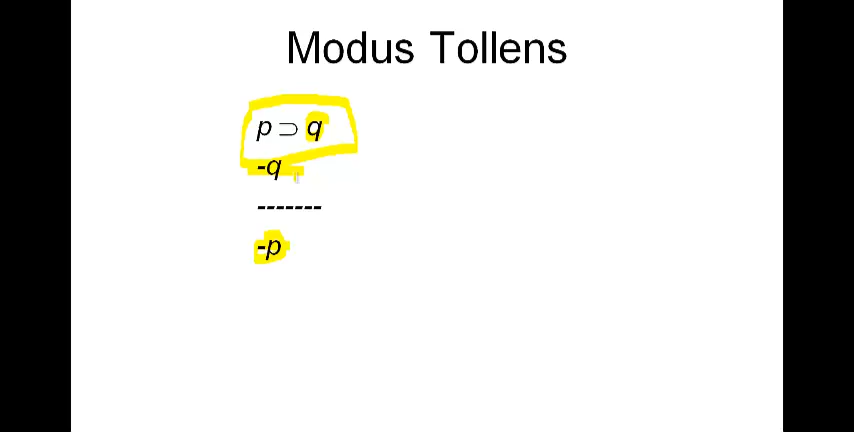 Modus Tollens
p ⊃ q
-q
-------
-p